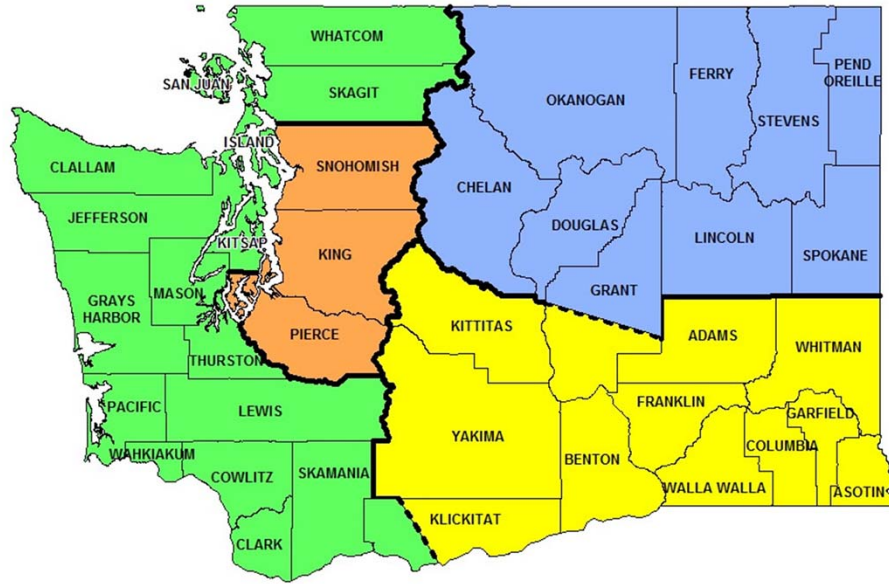 WHATCOM
SAN JUAN
SKAGIT
ISLAND
CLALLAM
SNOHOMISH
JEFFERSON
KITSAP
KING
MASON
GRAYS
HARBOR
PIERCE
THURSTON
PACIFIC
LEWIS
WAHKIAKUM
COWLITZ
SKAMANIA
CLARK
OKANOGAN
FERRY
PEND
OREILLE
STEVENS
CHELAN
DOUGLAS
LINCOLN
SPOKANE
GRANT
KITTITAS
ADAMS
WHITMAN
FRANKLIN
GARFIELD
YAKIMA
BENTON
COLUMBIA
WALLA WALLA
ASOTIN
KLICKITAT